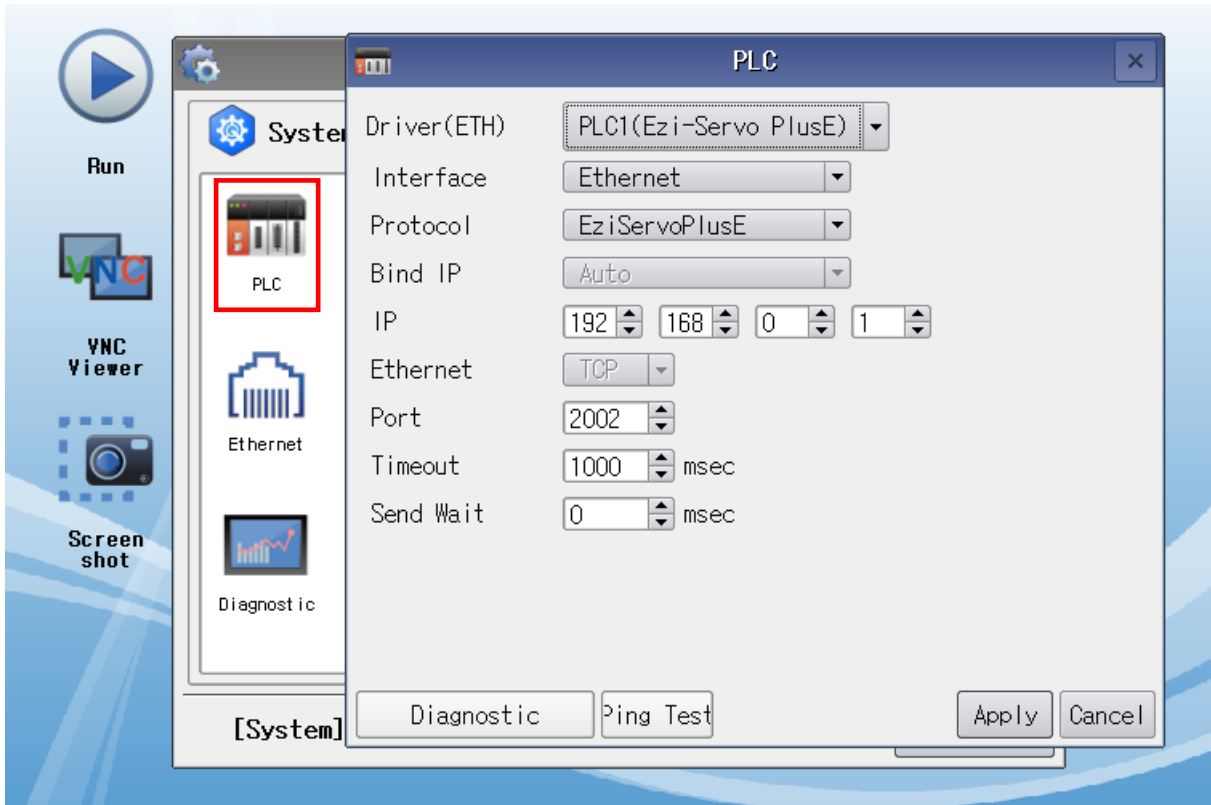 Run
VNC
VNC
Viewer
Screen
shot
System
PLC
Ethernet
Diagnostic
[System]
PLC
Driver(ETH) PLC1(Ezi-Servo PlusE)
Interface Ethernet
Protocol EziServoPlusE
Bind IP Auto
IP 192 168 0 1
Ethernet TCP
Port 2002
Timeout 1000 msec
Send Wait 0 msec
Diagnostic Ping Test Apply Cancel